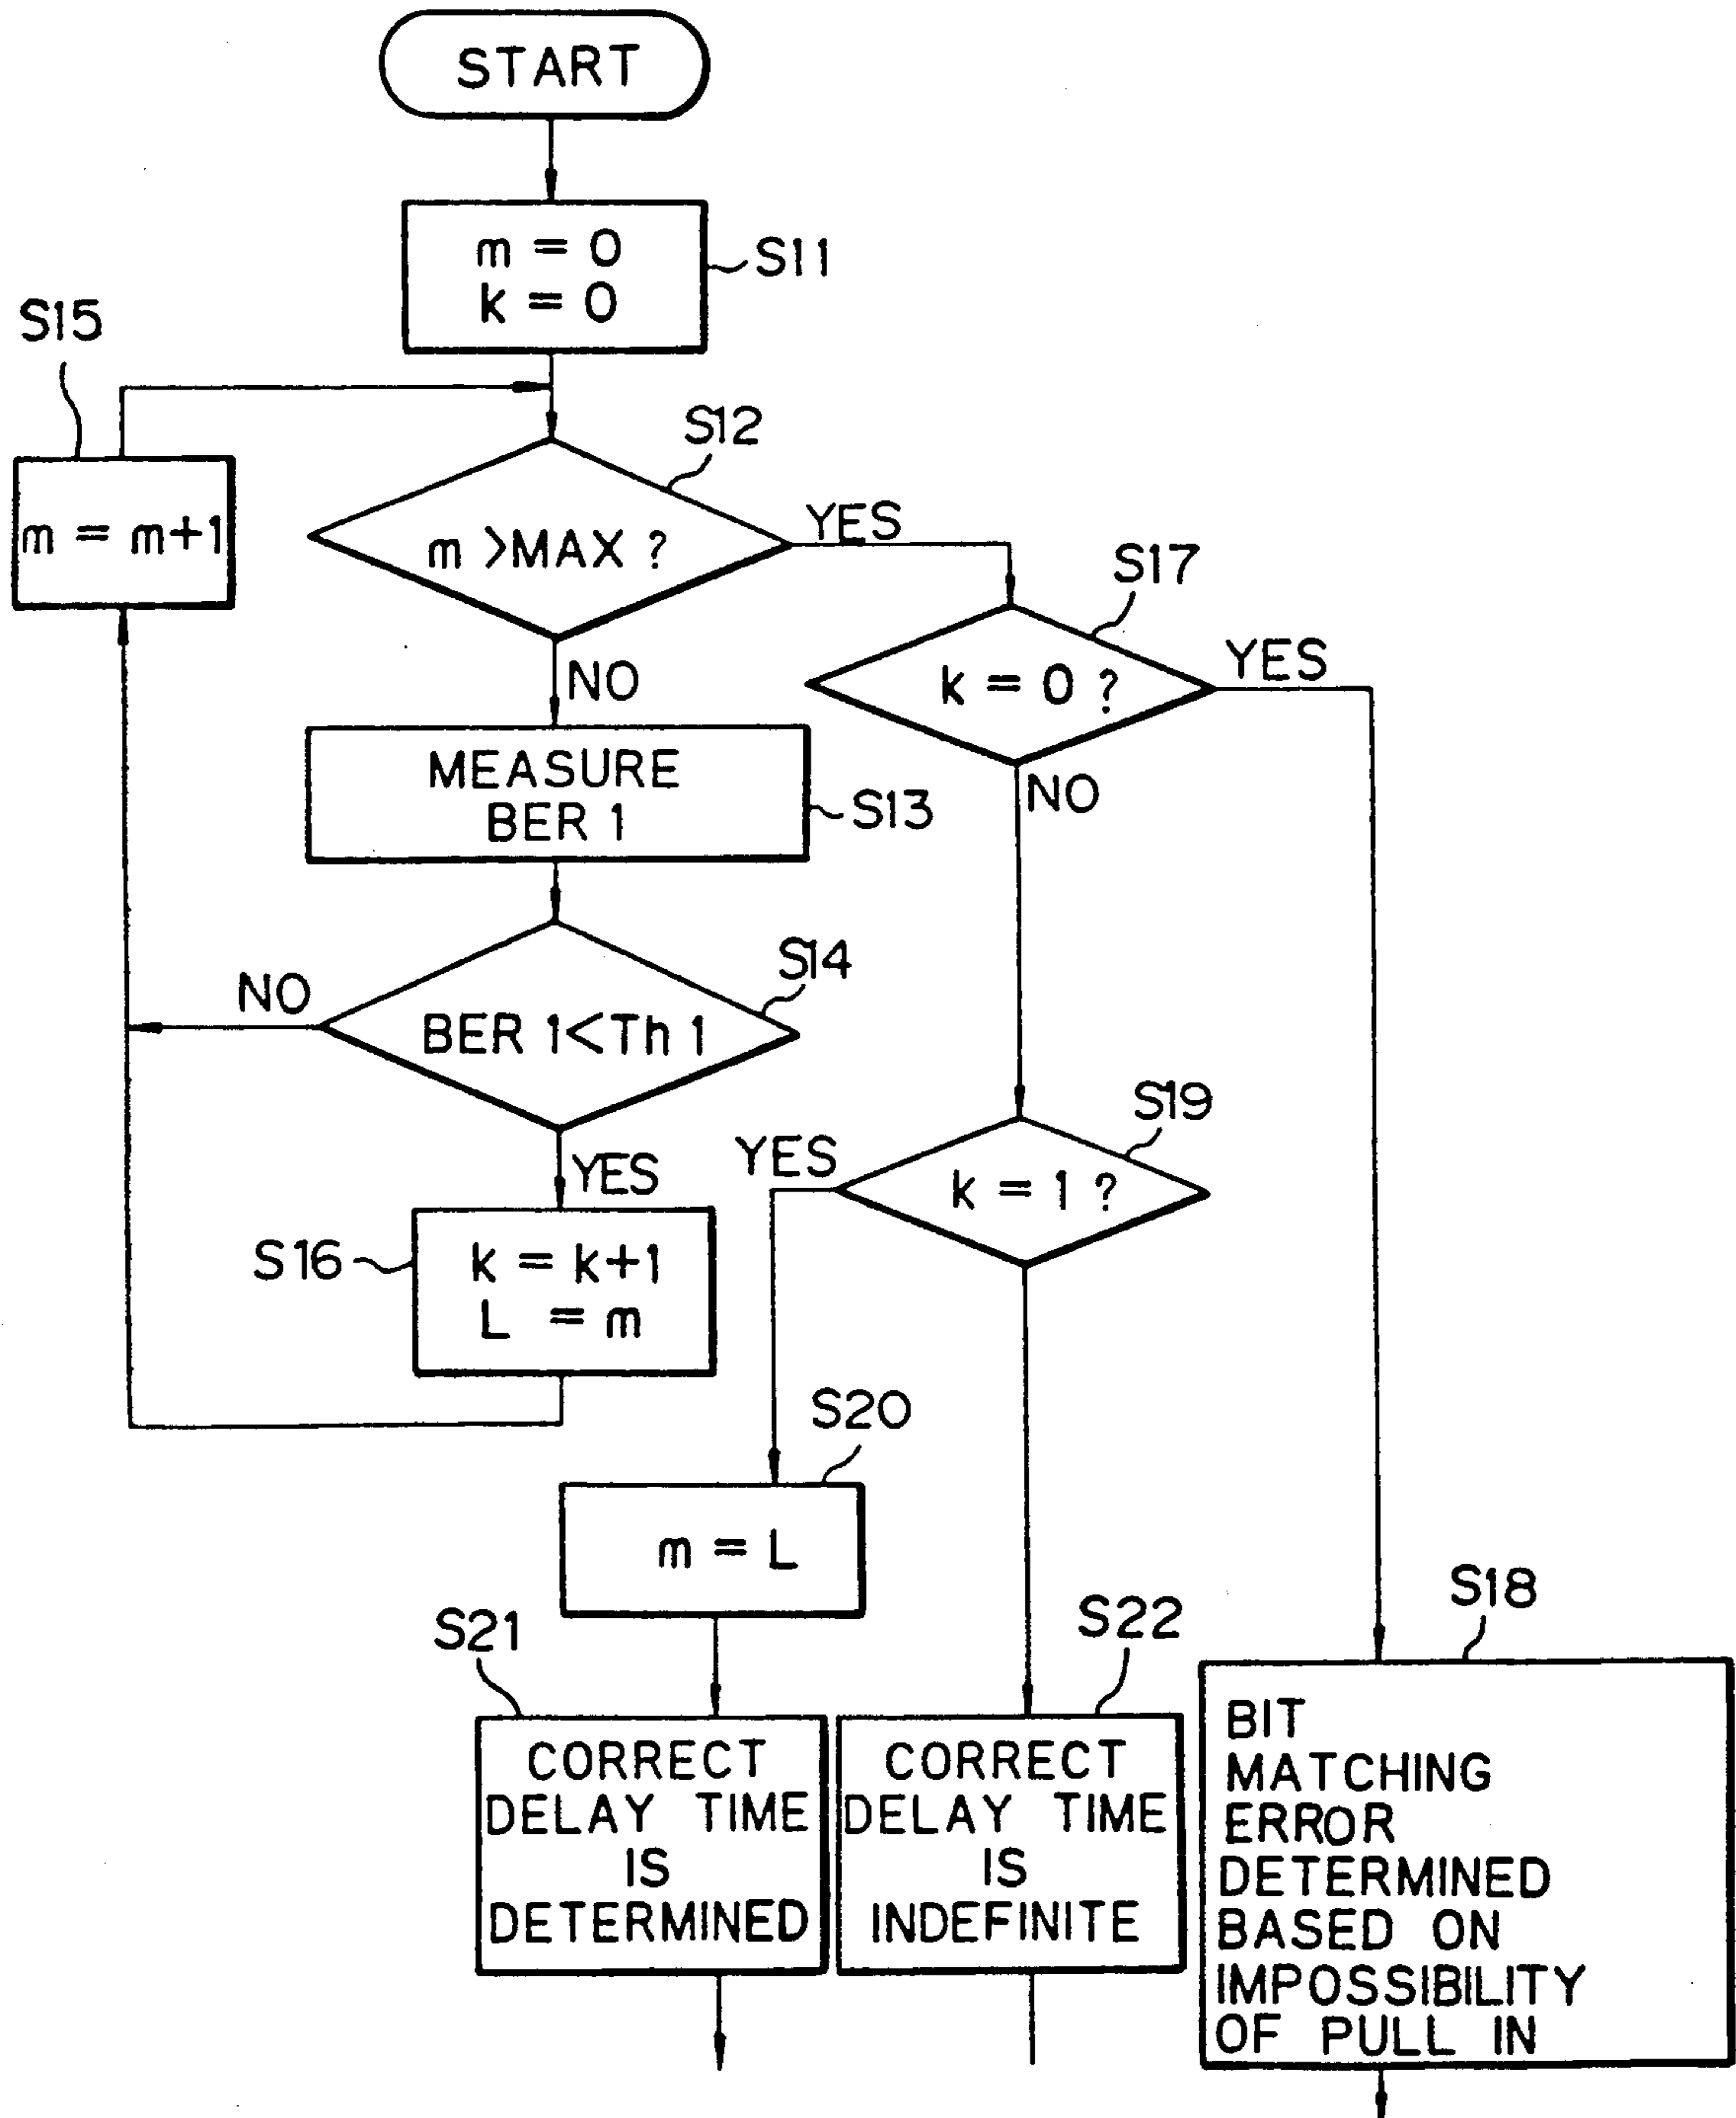 START
m = 0
k = 0
S11
S15
m = m+1
S12
m >MAX ?
YES
S17
k = 0 ?
YES
NO
NO
MEASURE
BER 1
S13
S14
NO
BER 1<Th 1
YES
S19
YES
k = 1 ?
S16
k = k+1
L = m
S20
m = L
S21
CORRECT
DELAY TIME
IS
DETERMINED
S22
CORRECT
DELAY TIME
IS
INDEFINITE
S18
BIT
MATCHING
ERROR
DETERMINED
BASED ON
IMPOSSIBILITY
OF PULL IN